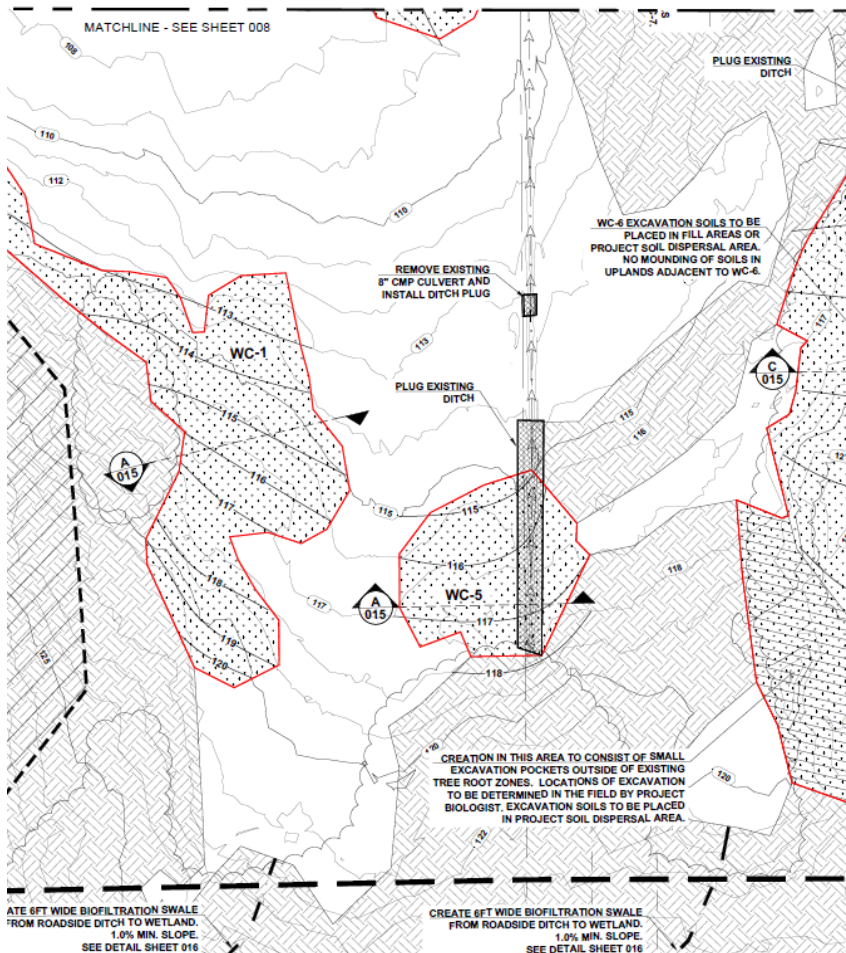 MATCHLINE - SEE SHEET 008
108
S
-7.
PLUG EXISTING
DITCH
110
112
110
WC-6 EXCAVATION SOILS TO BE
PLACED IN FILL AREAS OR
PROJECT SOIL DISPERSAL AREA.
NO MOUNDING OF SOILS IN
UPLANDS ADJACENT TO WC-6.
REMOVE EXISTING
8" CMP CULVERT AND
INSTALL DITCH PLUG
113
117
114
WC-1
113
C
015
PLUG EXISTING
DITCH
115
115
116
A
015
116
117
115
115
116
118
118
WC-5
117
A
015
117
119
120
125
118
120
CREATION IN THIS AREA TO CONSIST OF SMALL
EXCAVATION POCKETS OUTSIDE OF EXISTING
TREE ROOT ZONES. LOCATIONS OF EXCAVATION
TO BE DETERMINED IN THE FIELD BY PROJECT
BIOLOGIST. EXCAVATION SOILS TO BE PLACED
IN PROJECT SOIL DISPERSAL AREA.
120
122
ATE 6FT WIDE BIOFILTRATION SWALE
FROM ROADSIDE DITCH TO WETLAND.
1.0% MIN. SLOPE.
SEE DETAIL SHEET 016
CREATE 6FT WIDE BIOFILTRATION SWALE
FROM ROADSIDE DITCH TO WETLAND.
1.0% MIN. SLOPE.
SEE DETAIL SHEET 016